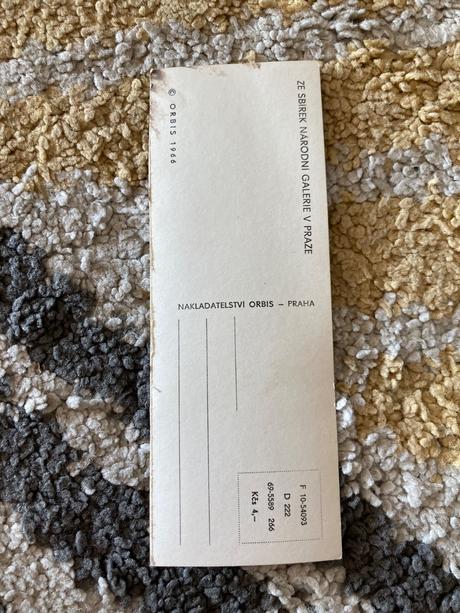 ZE SBÍREK NÁRODNÍ GALERIE V PRAZE
© ORBIS 1966
NAKLADATELSTVÍ ORBIS – PRAHA
F 10-54093
D 222
69-5589 266
Kčs 4,–